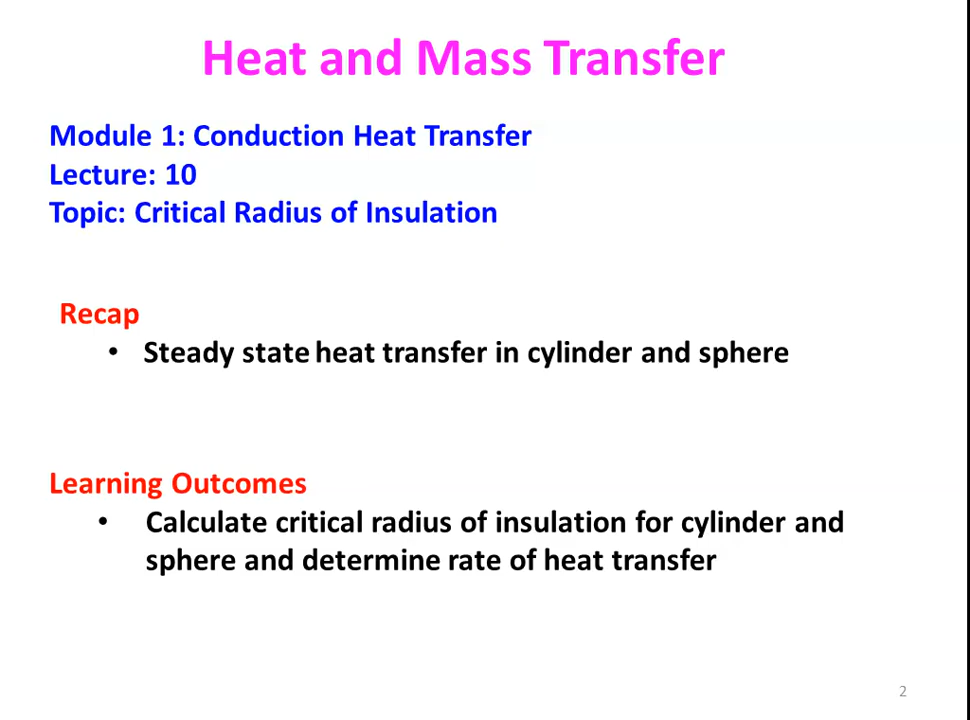 Heat and Mass Transfer
Module 1: Conduction Heat Transfer
Lecture: 10
Topic: Critical Radius of Insulation
Recap
• Steady state heat transfer in cylinder and sphere
Learning Outcomes
• Calculate critical radius of insulation for cylinder and
sphere and determine rate of heat transfer
2